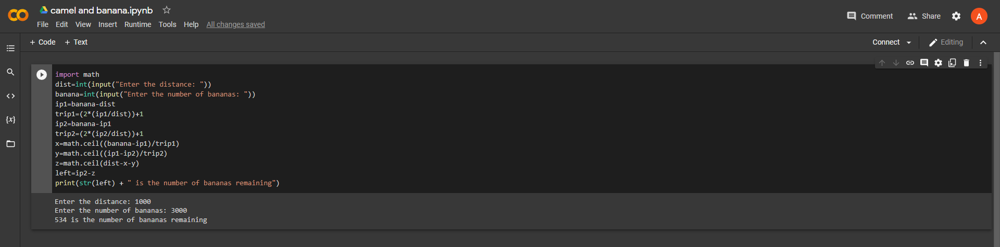 camel and banana.ipynb
File Edit View Insert Runtime Tools Help All changes saved
Comment Share A
+ Code + Text
Connect Editing
import math
dist=int(input("Enter the distance: "))
banana=int(input("Enter the number of bananas: "))
ip1=banana-dist
trip1=(2*(ip1/dist))+1
ip2=banana-ip1
trip2=(2*(ip2/dist))+1
x=math.ceil((banana-ip1)/trip1)
y=math.ceil((ip1-ip2)/trip2)
z=math.ceil(dist-x-y)
left=ip2-z
print(str(left) + " is the number of bananas remaining")
Enter the distance: 1000
Enter the number of bananas: 3000
534 is the number of bananas remaining
{x}